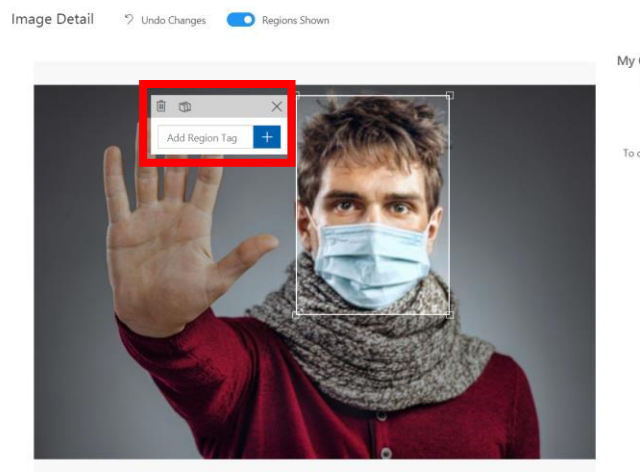 Image Detail
Undo Changes
Regions Shown
My
To
Add Region Tag